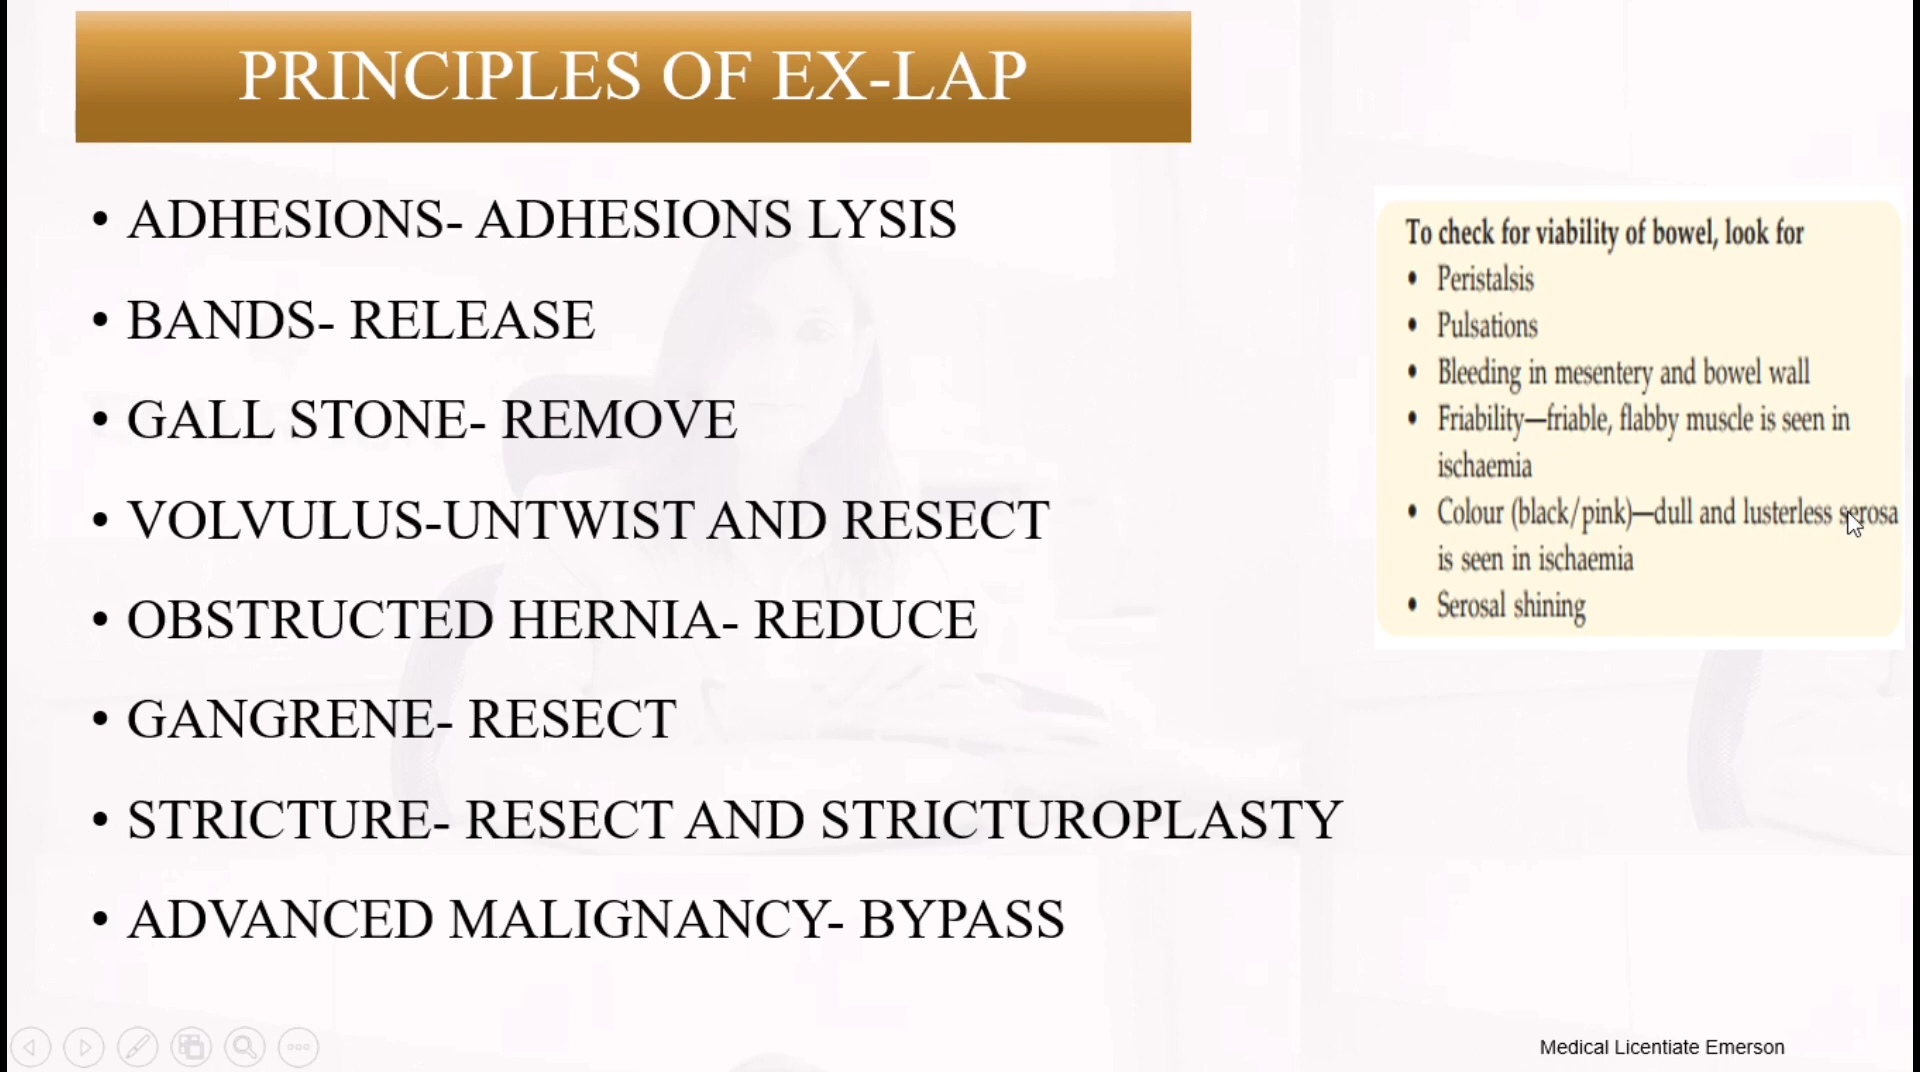 PRINCIPLES OF EX-LAP
• ADHESIONS- ADHESIONS LYSIS
• BANDS- RELEASE
• GALL STONE- REMOVE
• VOLVULUS-UNTWIST AND RESECT
• OBSTRUCTED HERNIA- REDUCE
• GANGRENE- RESECT
• STRICTURE- RESECT AND STRICTUROPLASTY
• ADVANCED MALIGNANCY- BYPASS
To check for viability of bowel, look for
• Peristalsis
• Pulsations
• Bleeding in mesentery and bowel wall
• Friability—friable, flabby muscle is seen in
ischaemia
• Colour (black/pink)—dull and lusterless serosa
is seen in ischaemia
• Serosal shining
Medical Licentiate Emerson